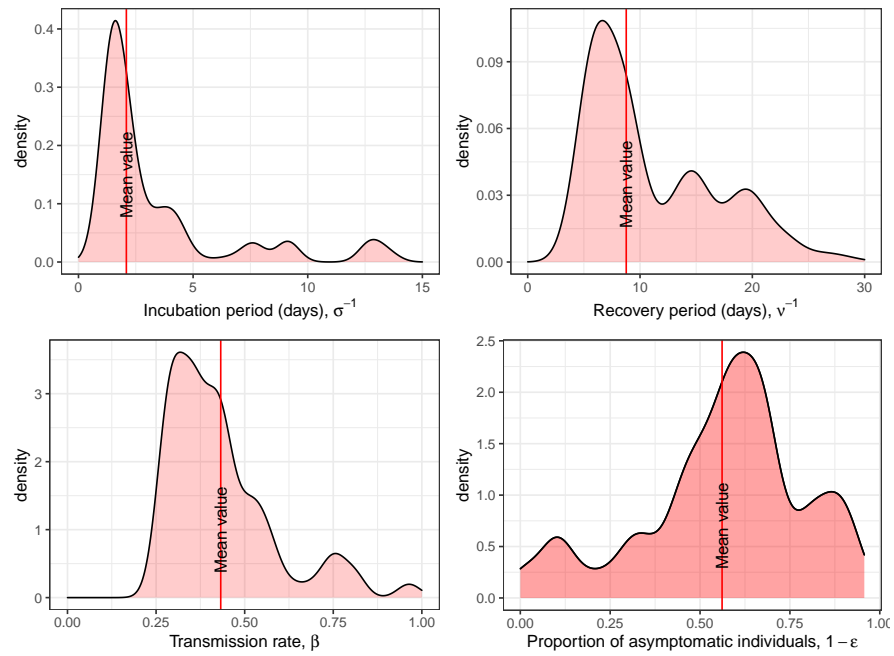 density
0.4
0.3
0.2
0.1
0.0
Mean value
0 5 10 15
Incubation period (days), σ⁻¹
density
0.09
0.06
0.03
0.00
Mean value
0 10 20 30
Recovery period (days), ν⁻¹
density
3
2
1
0
Mean value
0.00 0.25 0.50 0.75 1.00
Transmission rate, β
density
2.5
2.0
1.5
1.0
0.5
0.0
Mean value
0.00 0.25 0.50 0.75 1.00
Proportion of asymptomatic individuals, 1 − ε